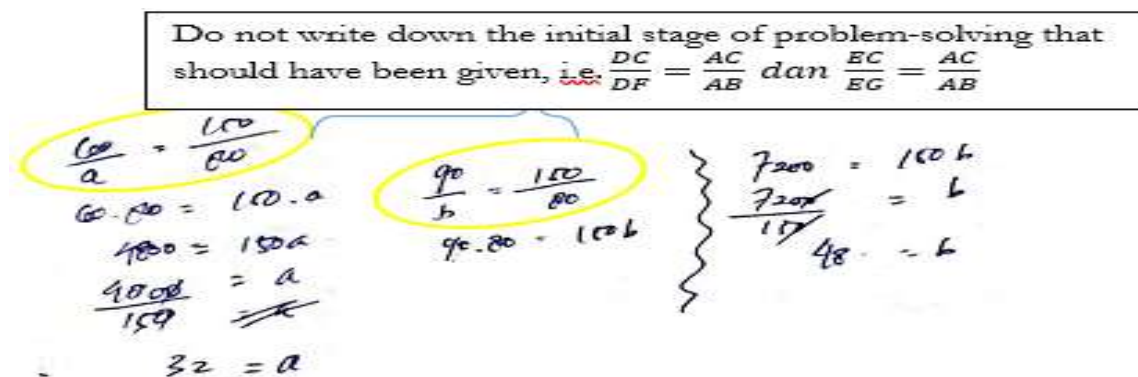 Do not write down the initial stage of problem-solving that
should have been given, i.e. DC/DF = AC/AB dan EC/EG = AC/AB
60/a = 150/80
60.80 = 150.a
4800 = 150a
= a
32 = a
90/b = 150/80
90.80 = 150b
7200 = 150b
7200/150 = b
48 = b